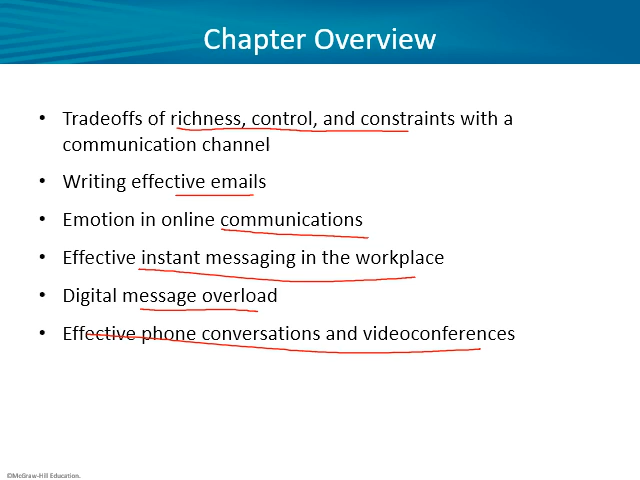 Chapter Overview
• Tradeoffs of richness, control, and constraints with a
communication channel
• Writing effective emails
• Emotion in online communications
• Effective instant messaging in the workplace
• Digital message overload
• Effective phone conversations and videoconferences
©McGraw-Hill Education.